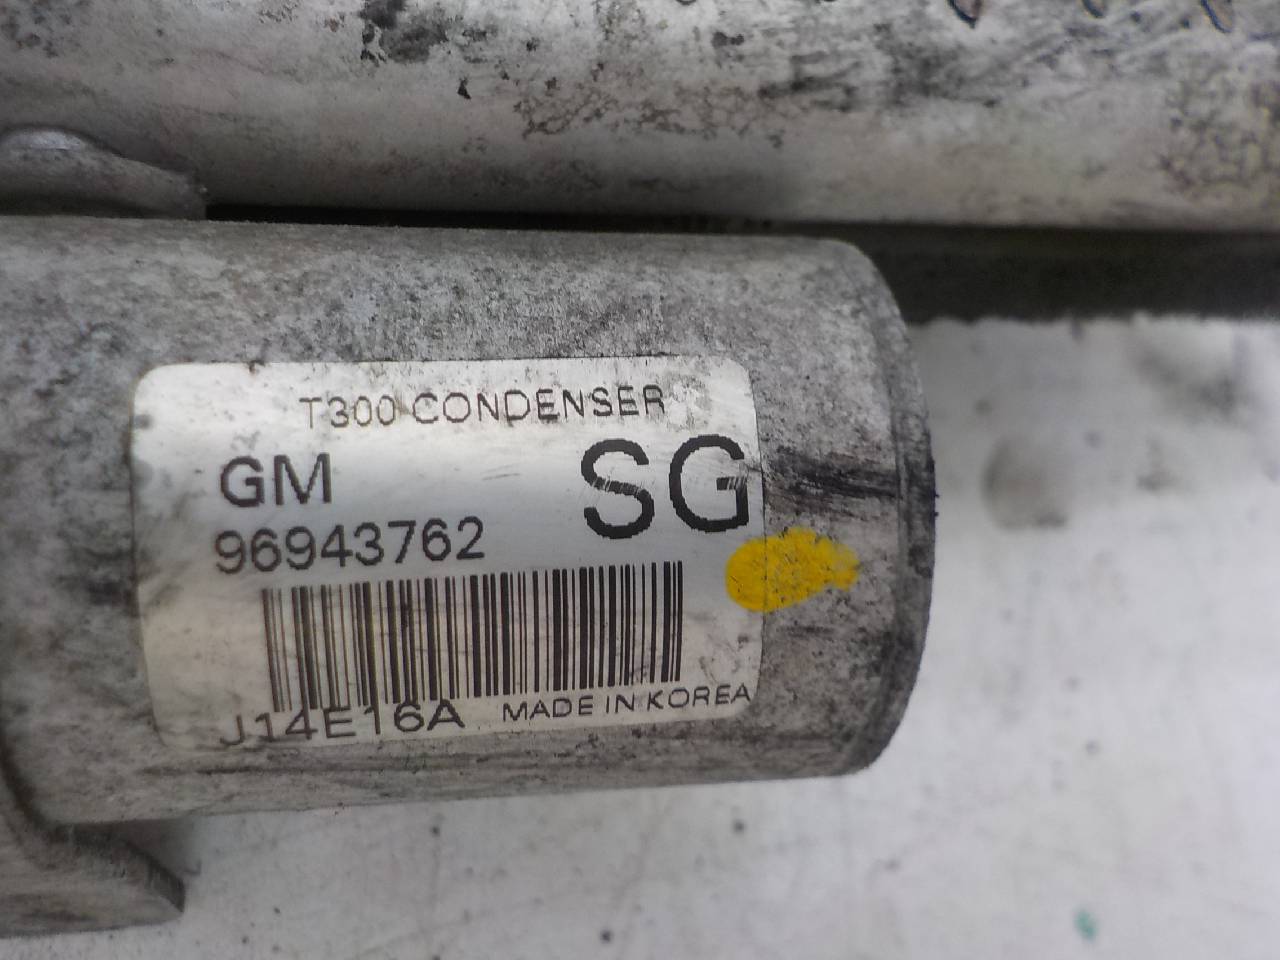 T300 CONDENSER
GM
SG
96943762
J14E16A
MADE IN KOREA